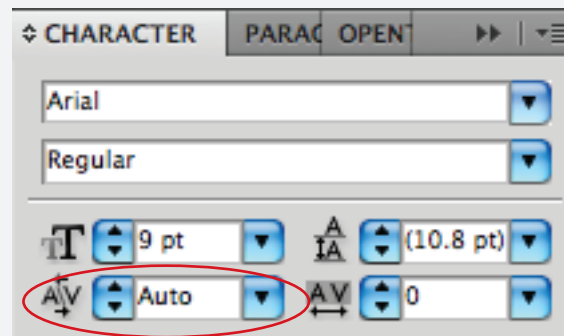 CHARACTER PARAG OPENT
Arial
Regular
9 pt (10.8 pt)
Auto 0